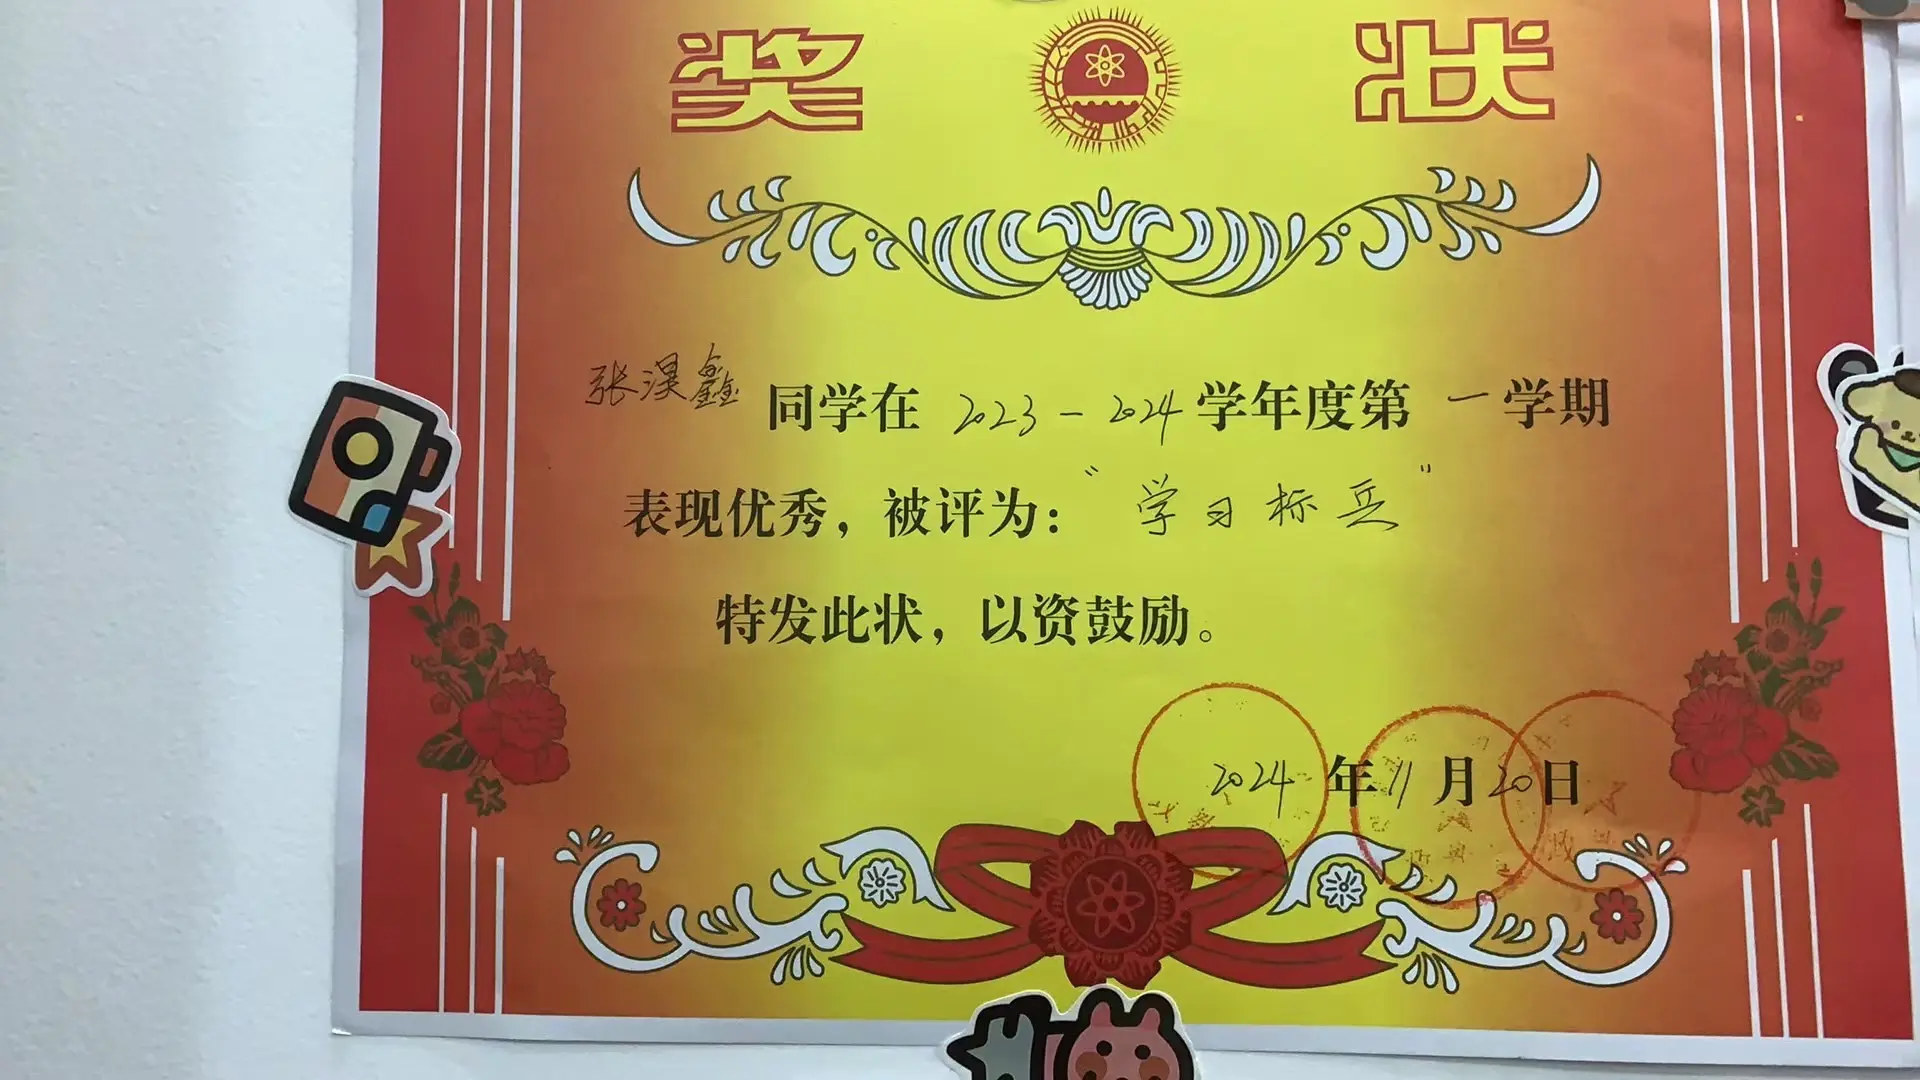 奖 状
张淏鑫 同学在 2023-2024 学年度第 一 学期
表现优秀，被评为：“学习标兵”
特发此状，以资鼓励。
2024 年 11 月 20 日